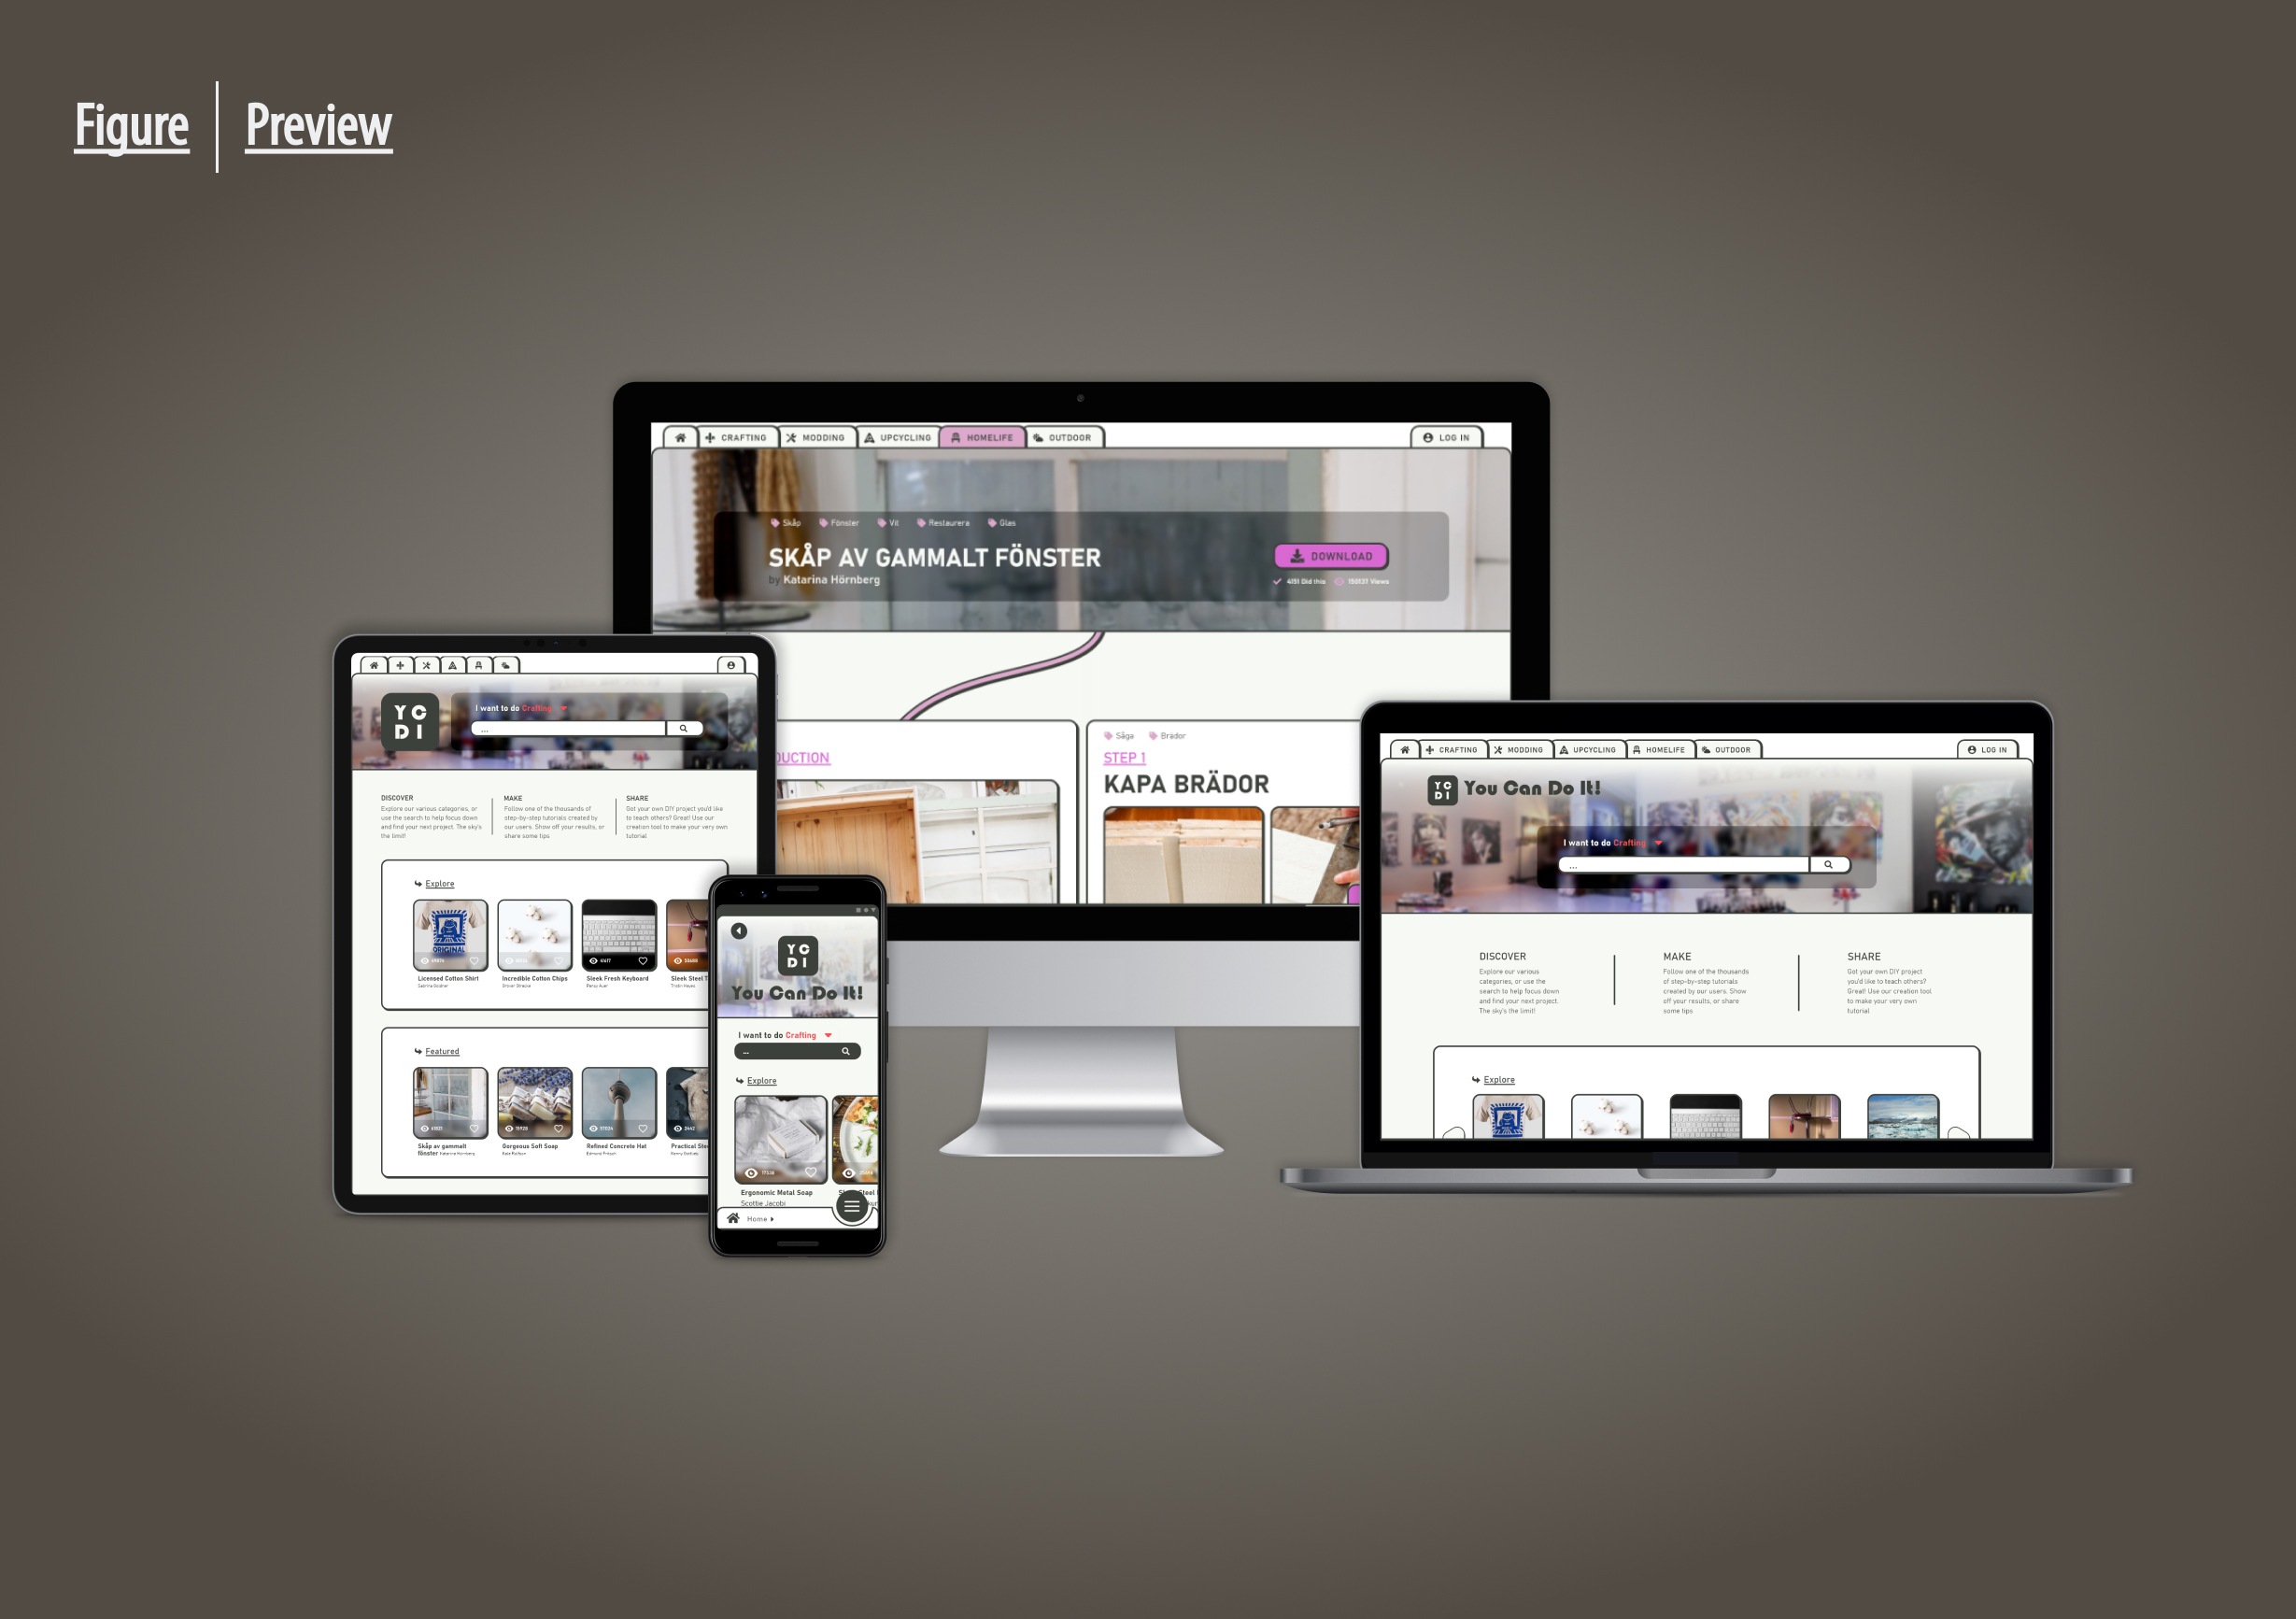 Figure Preview
CRAFTING MODDING UPCYCLING HOMELIFE OUTDOOR LOG IN
Skåp Fönster Vit Restaurera Glas
SKÅP AV GAMMALT FÖNSTER
by Katarina Hörnberg
DOWNLOAD
4151 Did this 150137 Views
DUCTION
Såga Brädor
STEP 1
KAPA BRÄDOR
YC
DI
I want to do Crafting
...
DISCOVER
Explore our various categories, or
use the search to help focus down
and find your next project. The sky's
the limit!
MAKE
Follow one of the thousands of
step-by-step tutorials created by
our users. Show off your results, or
share some tips
SHARE
Got your own DIY project you'd like
to teach others? Great! Use our
creation tool to make your very own
tutorial
Explore
ORIGINAL
Licensed Cotton Shirt
Incredible Cotton Chips
Sleek Fresh Keyboard
Sleek Steel T
Featured
Skåp av gammalt
fönster Katarina Hörnberg
Gorgeous Soft Soap
Refined Concrete Hat
Practical Stee
YC
DI
You Can Do It!
I want to do Crafting
...
Explore
Ergonomic Metal Soap
Scottie Jacobi
Home
CRAFTING MODDING UPCYCLING HOMELIFE OUTDOOR LOG IN
YC
DI
You Can Do It!
I want to do Crafting
...
DISCOVER
Explore our various
categories, or use the
search to help focus down
and find your next project.
The sky's the limit!
MAKE
Follow one of the thousands
of step-by-step tutorials
created by our users. Show
off your results, or share
some tips
SHARE
Got your own DIY project
you'd like to teach others?
Great! Use our creation tool
to make your very own
tutorial
Explore